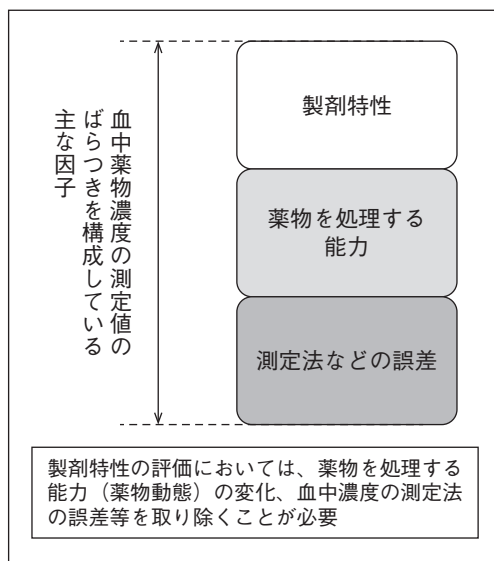 血中薬物濃度の測定値の
ばらつきを構成している
主な因子
製剤特性
薬物を処理する
能力
測定法などの誤差
製剤特性の評価においては、薬物を処理する
能力（薬物動態）の変化、血中濃度の測定法
の誤差等を取り除くことが必要